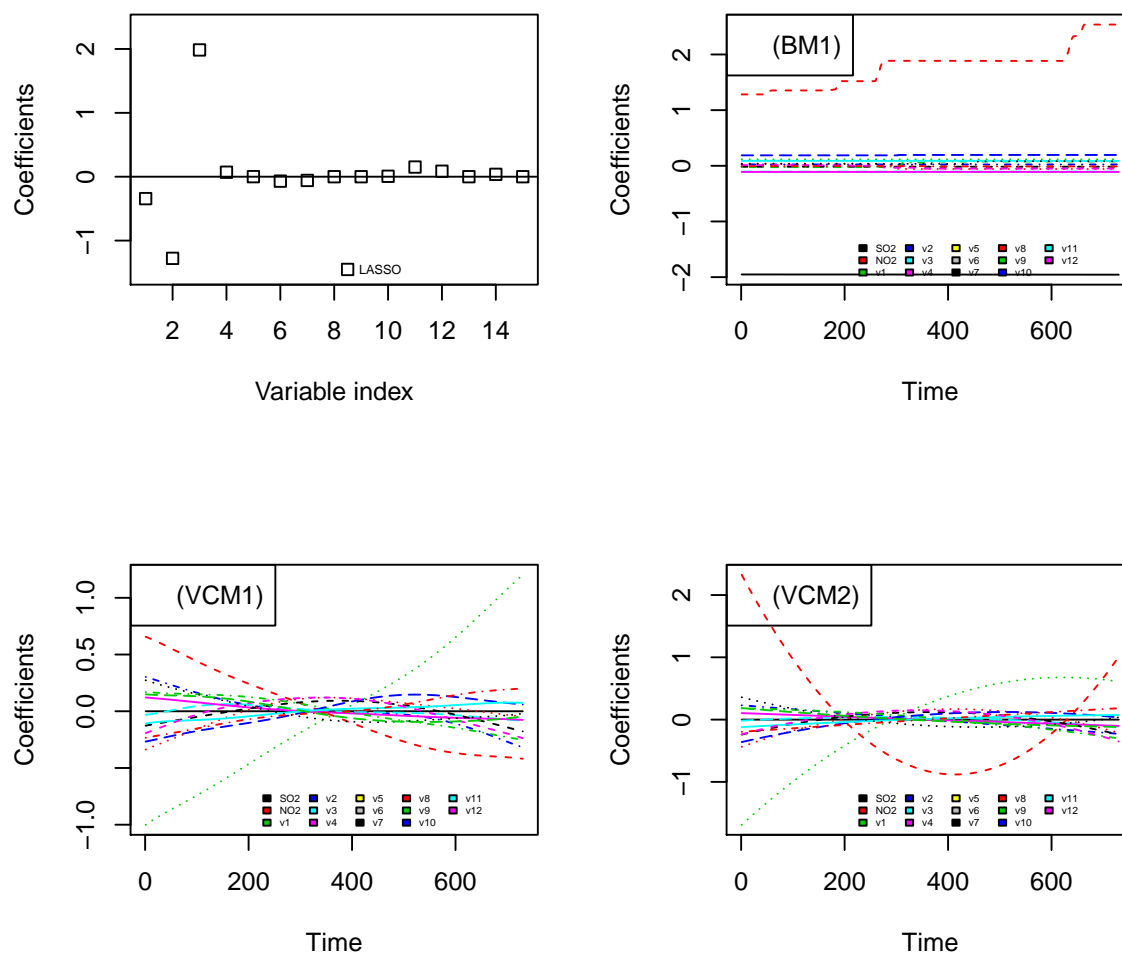 Coefficients
2
1
0
−1
LASSO
2 4 6 8 10 12 14
Variable index
(BM1)
Coefficients
2
1
0
−1
−2
SO2 v2 v5 v8 v11
NO2 v3 v6 v9 v12
v1 v4 v7 v10
0 200 400 600
Time
(VCM1)
Coefficients
1.0
0.5
0.0
−1.0
SO2 v2 v5 v8 v11
NO2 v3 v6 v9 v12
v1 v4 v7 v10
0 200 400 600
Time
(VCM2)
Coefficients
2
1
0
−1
SO2 v2 v5 v8 v11
NO2 v3 v6 v9 v12
v1 v4 v7 v10
0 200 400 600
Time